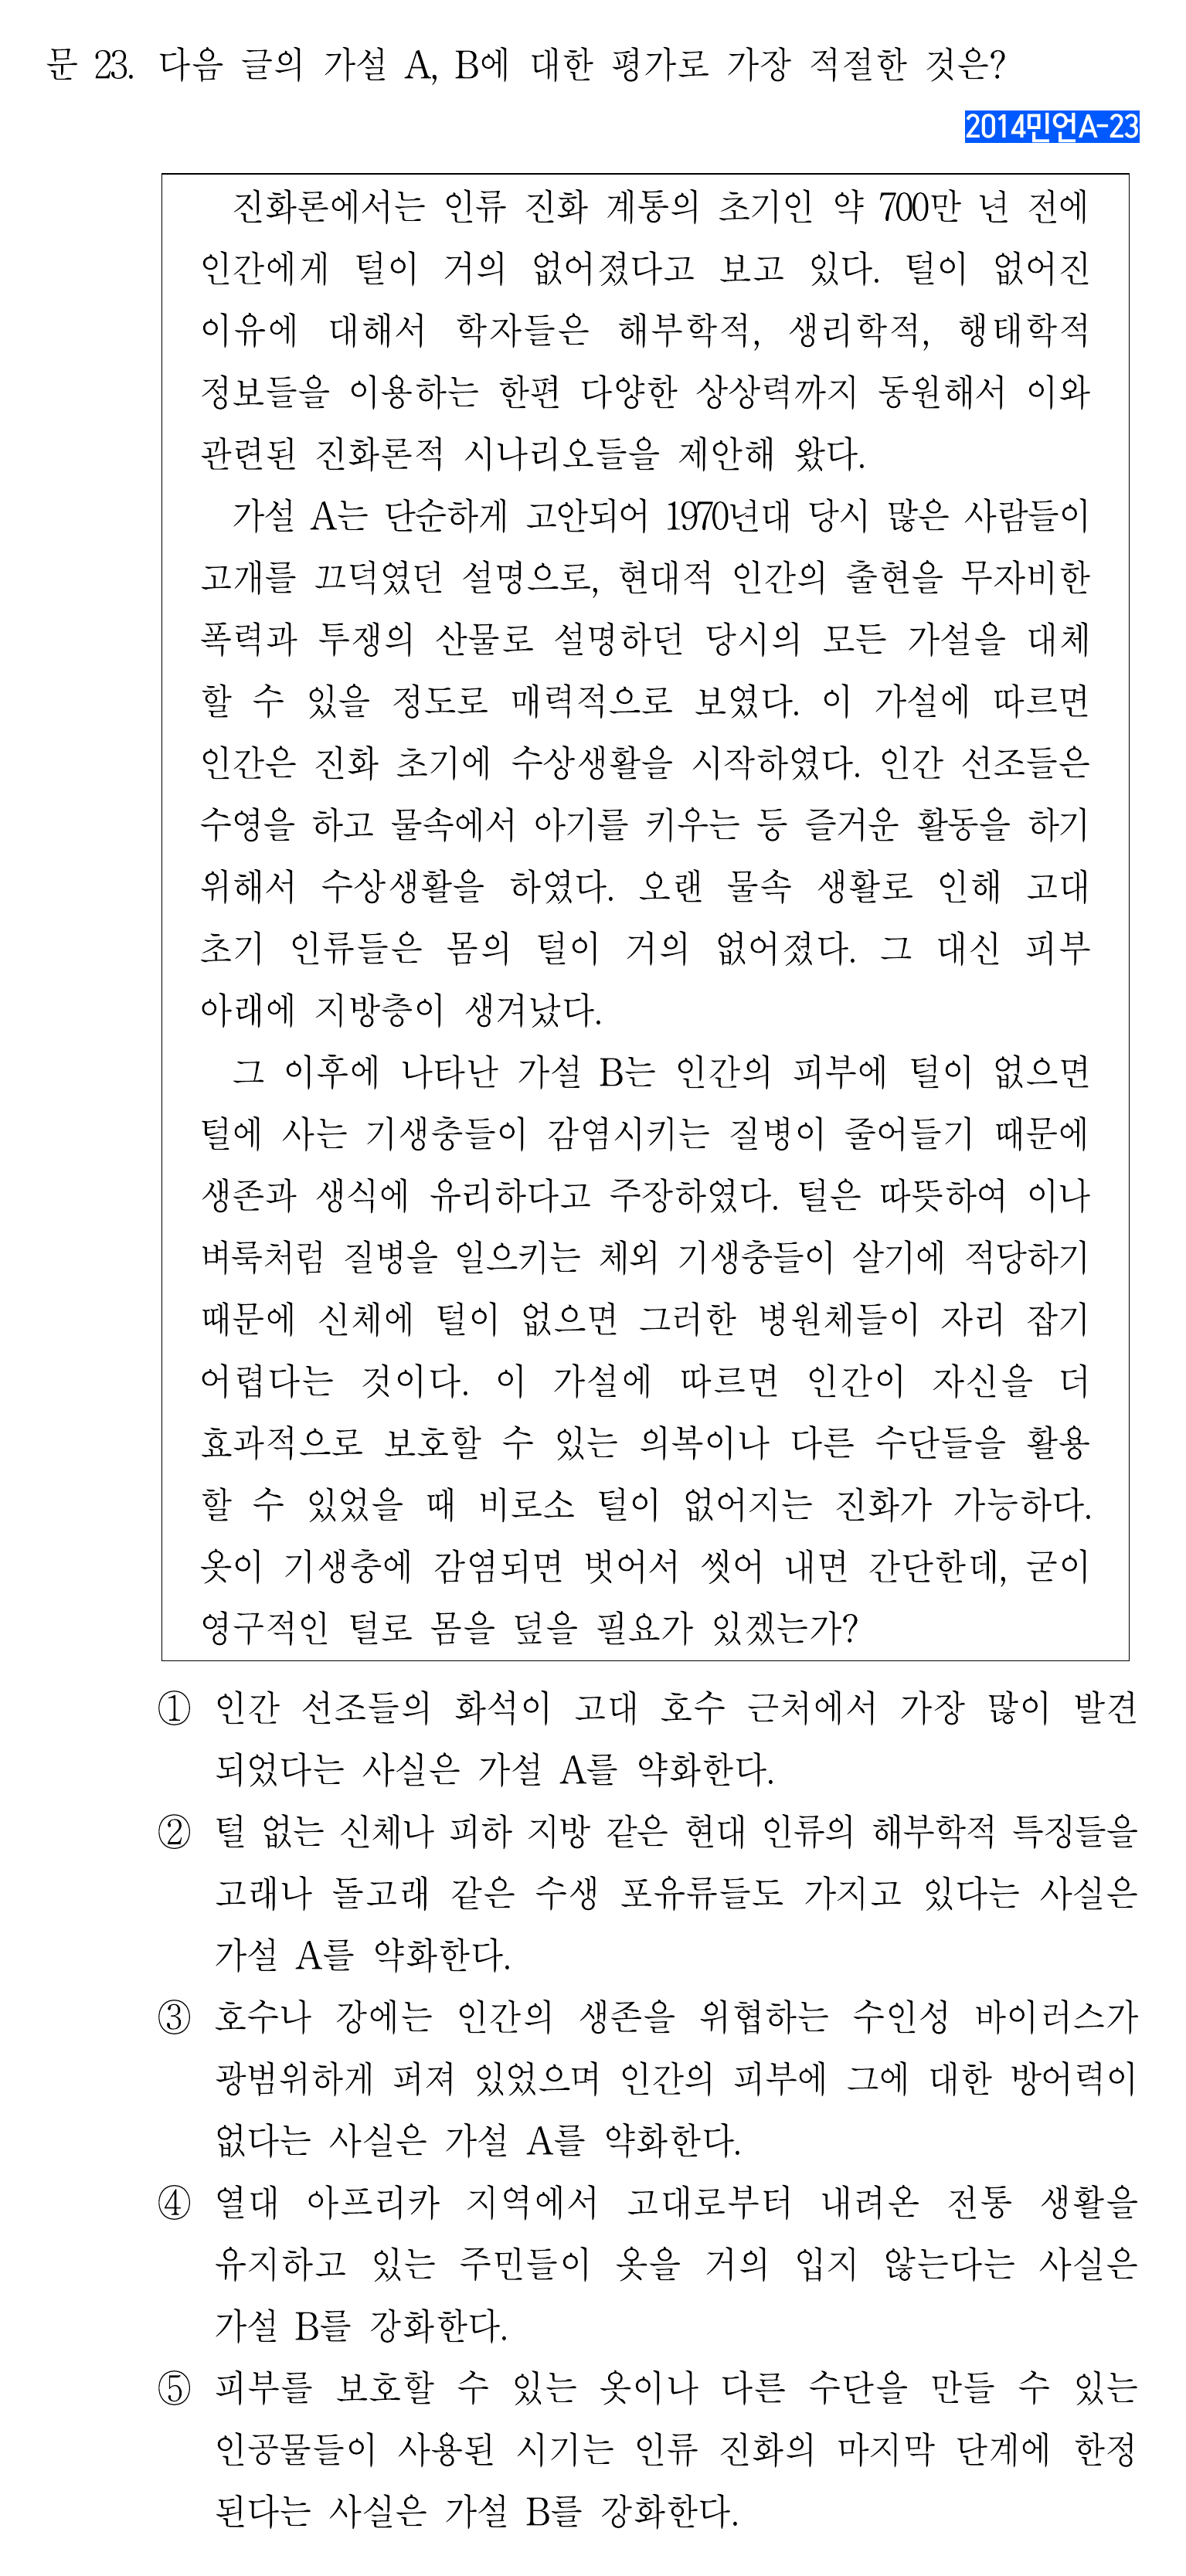 문 23. 다음 글의 가설 A, B에 대한 평가로 가장 적절한 것은?
2014민언A-23
진화론에서는 인류 진화 계통의 초기인 약 700만 년 전에
인간에게 털이 거의 없어졌다고 보고 있다. 털이 없어진
이유에 대해서 학자들은 해부학적, 생리학적, 행태학적
정보들을 이용하는 한편 다양한 상상력까지 동원해서 이와
관련된 진화론적 시나리오들을 제안해 왔다.
가설 A는 단순하게 고안되어 1970년대 당시 많은 사람들이
고개를 끄덕였던 설명으로, 현대적 인간의 출현을 무자비한
폭력과 투쟁의 산물로 설명하던 당시의 모든 가설을 대체
할 수 있을 정도로 매력적으로 보였다. 이 가설에 따르면
인간은 진화 초기에 수상생활을 시작하였다. 인간 선조들은
수영을 하고 물속에서 아기를 키우는 등 즐거운 활동을 하기
위해서 수상생활을 하였다. 오랜 물속 생활로 인해 고대
초기 인류들은 몸의 털이 거의 없어졌다. 그 대신 피부
아래에 지방층이 생겨났다.
그 이후에 나타난 가설 B는 인간의 피부에 털이 없으면
털에 사는 기생충들이 감염시키는 질병이 줄어들기 때문에
생존과 생식에 유리하다고 주장하였다. 털은 따뜻하여 이나
벼룩처럼 질병을 일으키는 체외 기생충들이 살기에 적당하기
때문에 신체에 털이 없으면 그러한 병원체들이 자리 잡기
어렵다는 것이다. 이 가설에 따르면 인간이 자신을 더
효과적으로 보호할 수 있는 의복이나 다른 수단들을 활용
할 수 있었을 때 비로소 털이 없어지는 진화가 가능하다.
옷이 기생충에 감염되면 벗어서 씻어 내면 간단한데, 굳이
영구적인 털로 몸을 덮을 필요가 있겠는가?
① 인간 선조들의 화석이 고대 호수 근처에서 가장 많이 발견
되었다는 사실은 가설 A를 약화한다.
② 털 없는 신체나 피하 지방 같은 현대 인류의 해부학적 특징들을
고래나 돌고래 같은 수생 포유류들도 가지고 있다는 사실은
가설 A를 약화한다.
③ 호수나 강에는 인간의 생존을 위협하는 수인성 바이러스가
광범위하게 퍼져 있었으며 인간의 피부에 그에 대한 방어력이
없다는 사실은 가설 A를 약화한다.
④ 열대 아프리카 지역에서 고대로부터 내려온 전통 생활을
유지하고 있는 주민들이 옷을 거의 입지 않는다는 사실은
가설 B를 강화한다.
⑤ 피부를 보호할 수 있는 옷이나 다른 수단을 만들 수 있는
인공물들이 사용된 시기는 인류 진화의 마지막 단계에 한정
된다는 사실은 가설 B를 강화한다.